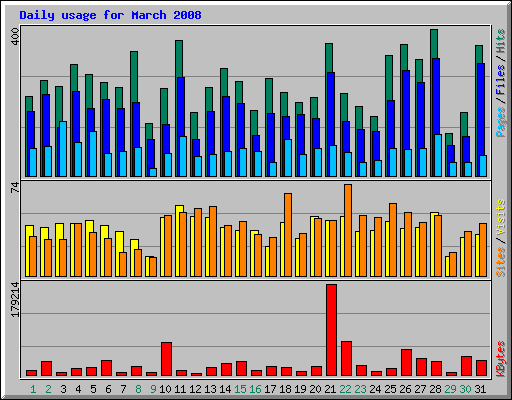 Daily usage for March 2008
400
Pages / Files / Hits
74
Sites / Visits
179214
KBytes
1 2 3 4 5 6 7 8 9 10 11 12 13 14 15 16 17 18 19 20 21 22 23 24 25 26 27 28 29 30 31